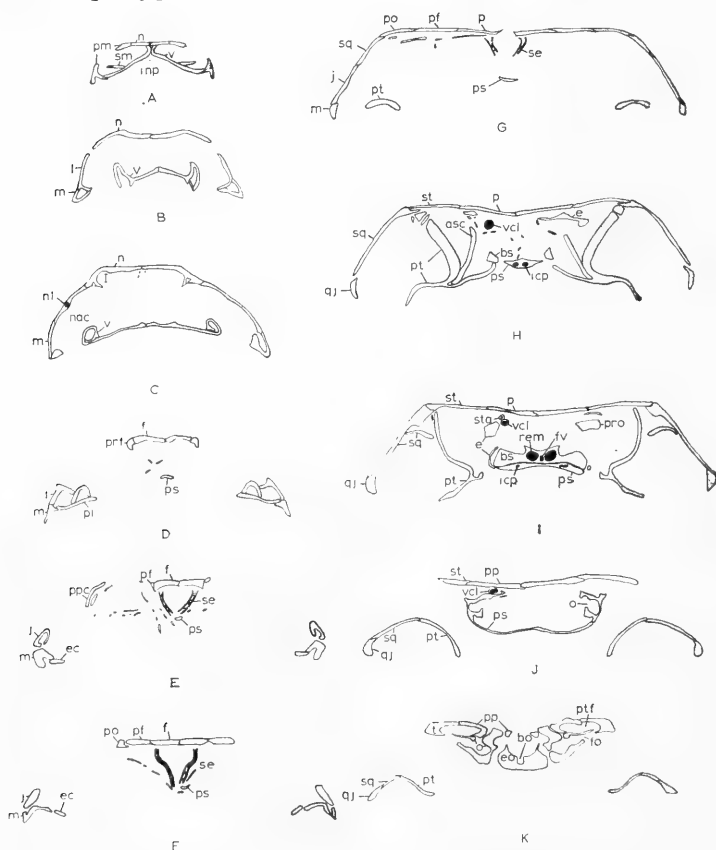 n
pm
sm
v
inp
A
n
l
v
m
B
n
f
nl
nac
m
v
C
f
prf
ps
l
m
pl
D
pf
f
ppc
se
ps
j
m
ec
E
po
pf
f
se
ps
j
ec
m
F
po
pf
p
sq
se
j
ps
pt
m
G
st
p
e
asc
vcl
sq
bs
pt
ps
icp
qj
H
st
p
sta
vcl
pro
sq
rem
fv
e
bs
qj
pt
icp
ps
I
st
pp
vcl
o
ps
sq
pt
qj
J
pp
ptf
tc
bo
o
eo
fo
sq
pt
qj
K